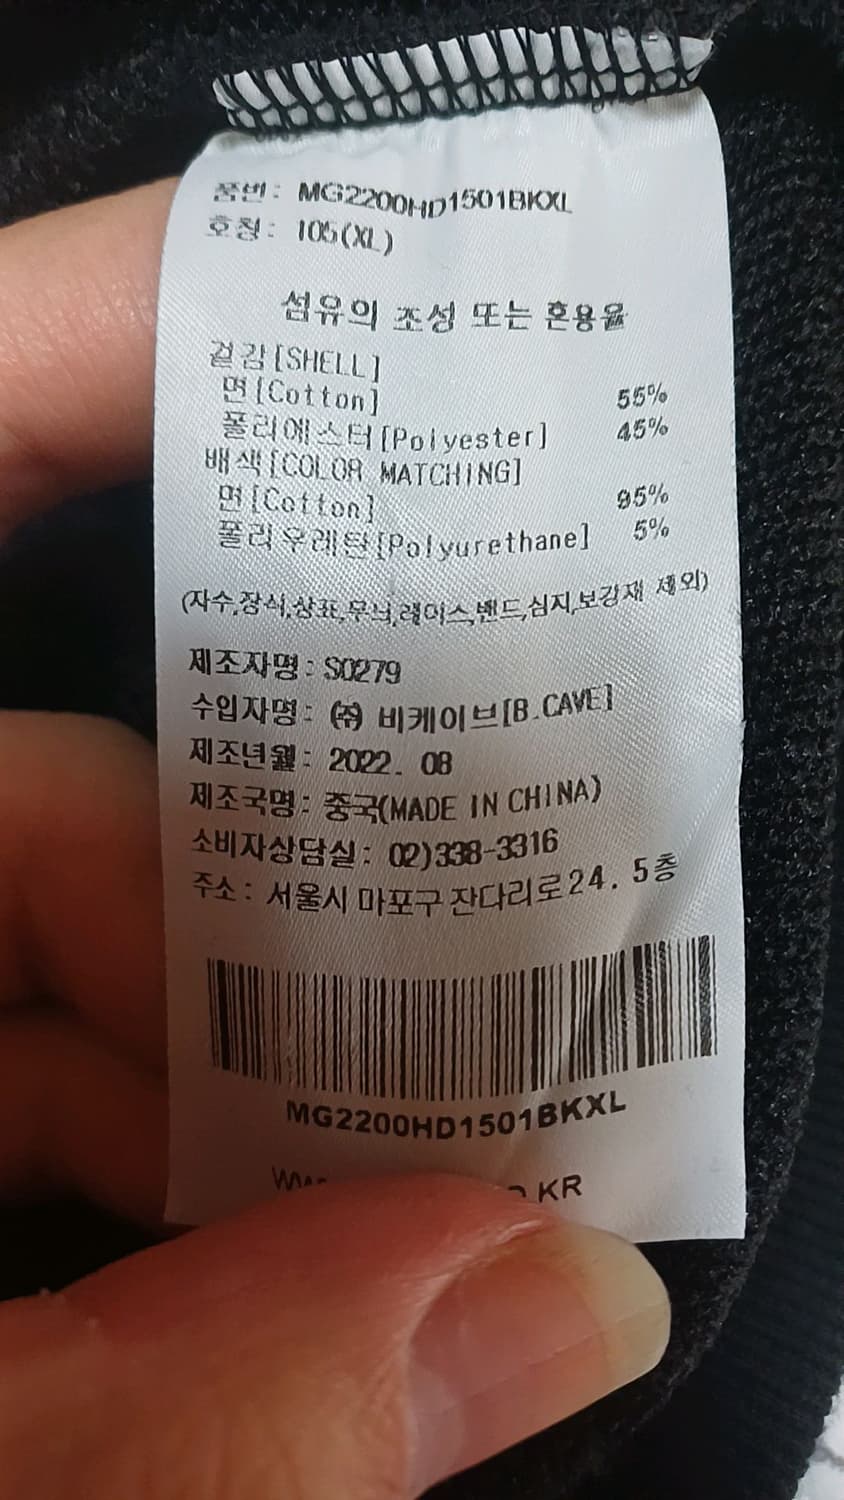 품번: MG2200HD1501BKXL
호칭: 105(XL)
섬유의 조성 또는 혼용율
겉감[SHELL]
면[Cotton] 55%
폴리에스터[Polyester] 45%
배색[COLOR MATCHING]
면[Cotton] 95%
폴리우레탄[Polyurethane] 5%
(자수,장식,상표,무늬,레이스,밴드,심지,보강재 제외)
제조자명: S0279
수입자명: ㈜ 비케이브[B.CAVE]
제조년월: 2022. 08
제조국명: 중국(MADE IN CHINA)
소비자상담실: 02)338-3316
주소: 서울시 마포구 잔다리로24. 5층
MG2200HD1501BKXL
KR